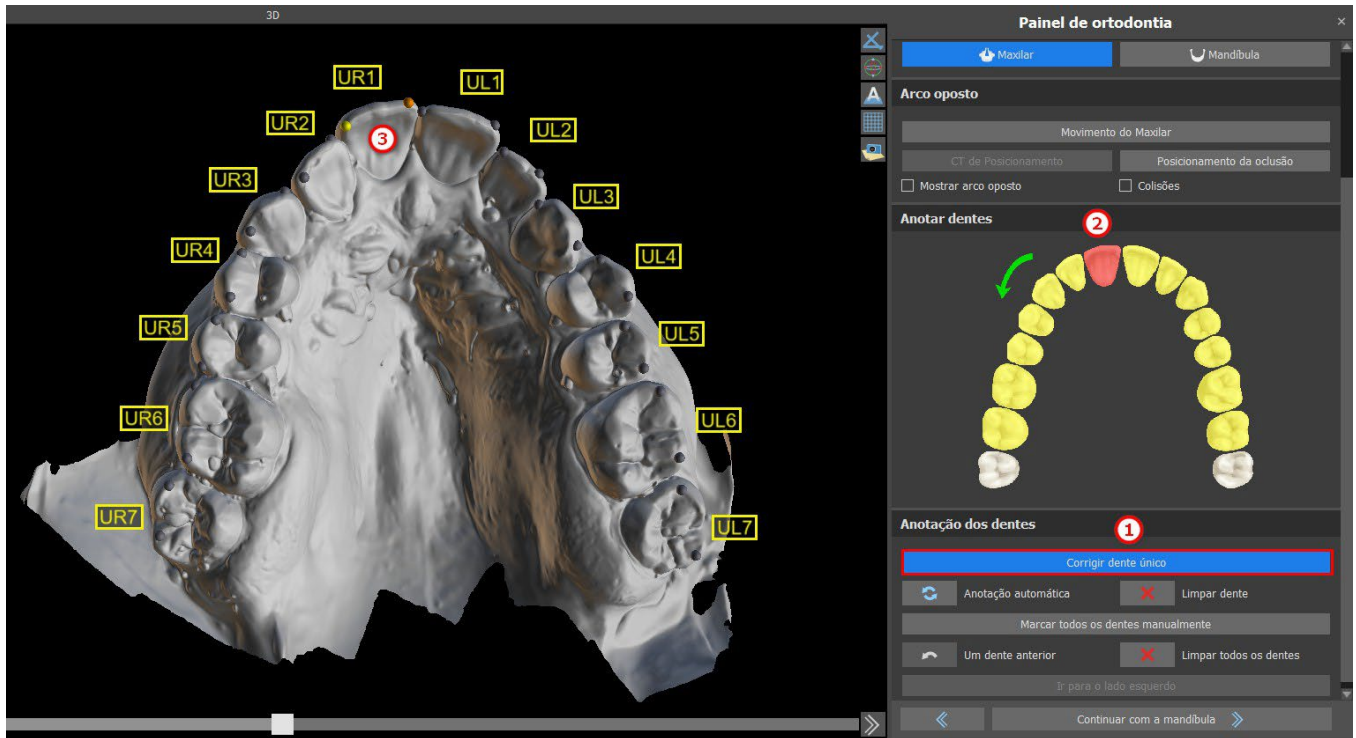 3D
UR1
UL1
UR2
UL2
3
UR3
UL3
UR4
UL4
UR5
UL5
UR6
UL6
UR7
UL7
Painel de ortodontia
Maxilar
Mandíbula
Arco oposto
Movimento do Maxilar
CT de Posicionamento
Posicionamento da oclusão
Mostrar arco oposto
Colisões
Anotar dentes
2
Anotação dos dentes
1
Corrigir dente único
Anotação automática
Limpar dente
Marcar todos os dentes manualmente
Um dente anterior
Limpar todos os dentes
Ir para o lado esquerdo
Continuar com a mandíbula